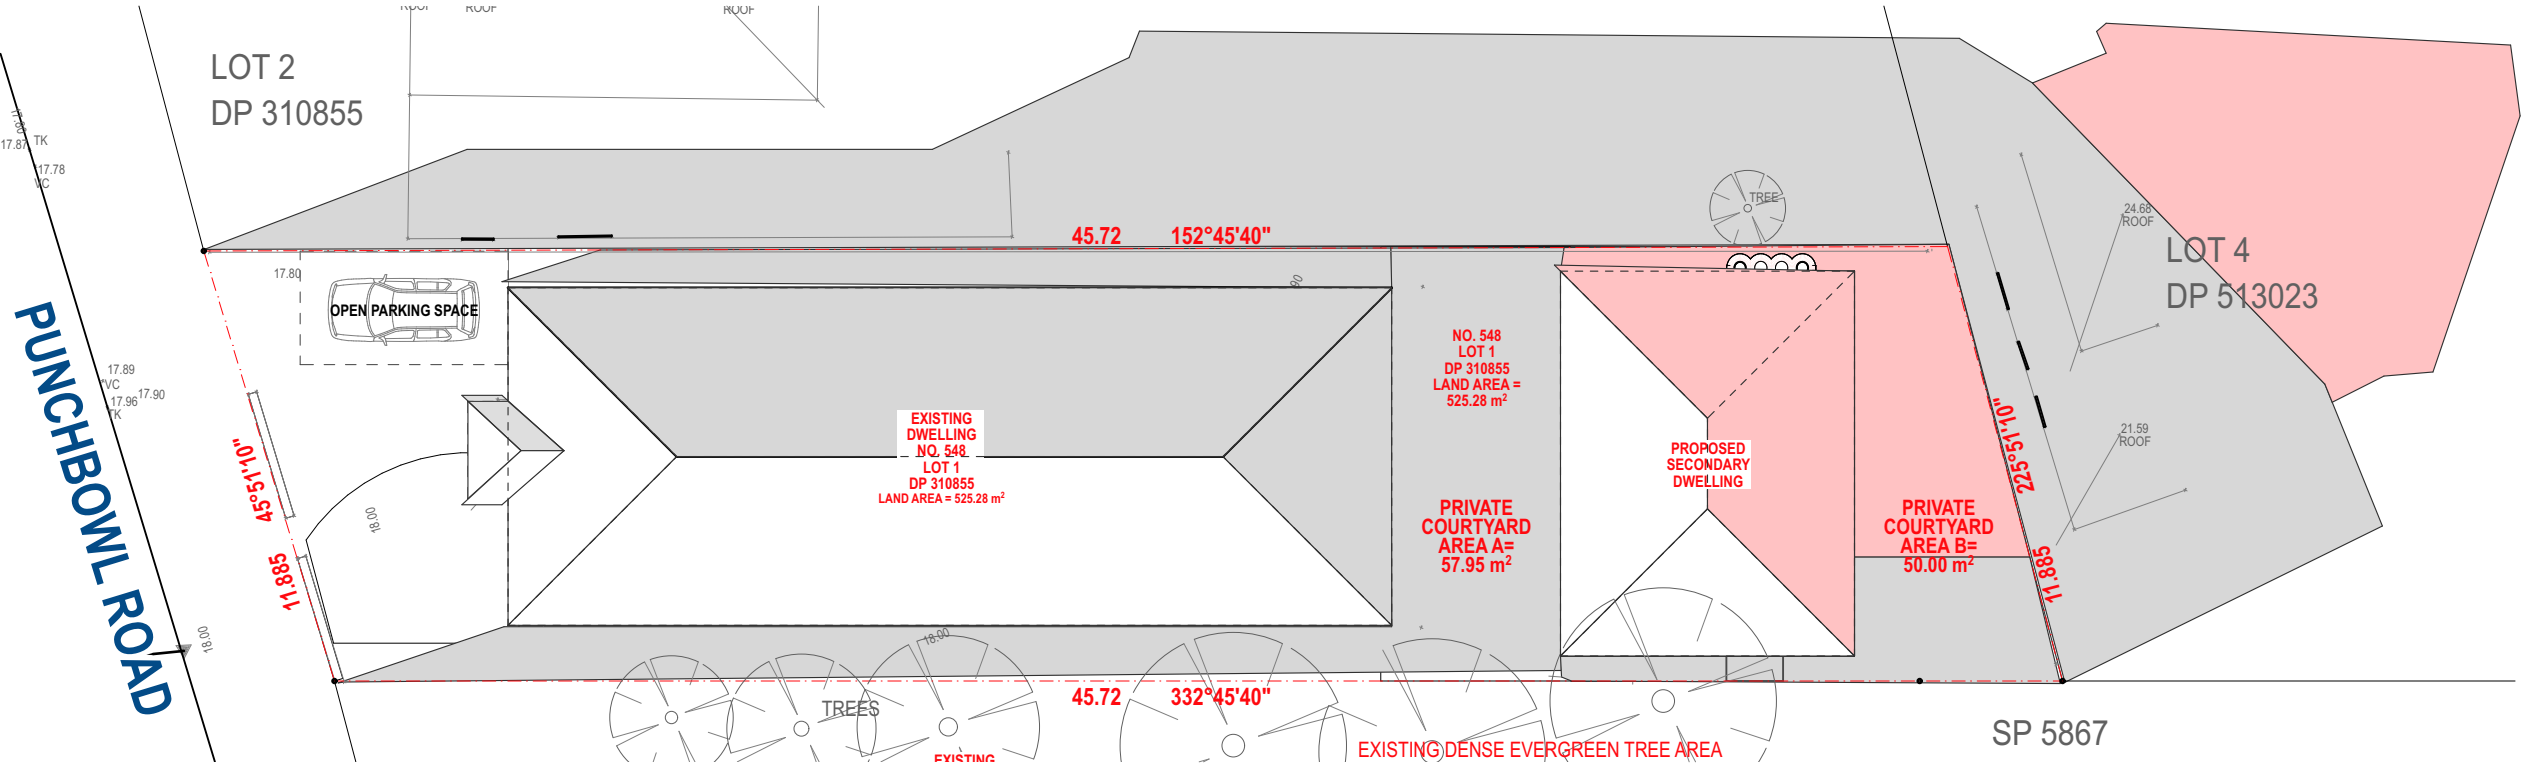 ROOF
ROOF
ROOF
LOT 2
DP 310855
17.80
17.87
TK
17.78
VC
TREE
24.68
ROOF
LOT 4
DP 513023
45.72 152°45'40"
17.80
OPEN PARKING SPACE
PUNCHBOWL ROAD
17.89
VC
17.96
17.90
TK
45°51'10"
11.885
18.00
18.00
EXISTING
DWELLING
NO. 548
LOT 1
DP 310855
LAND AREA = 525.28 m²
NO. 548
LOT 1
DP 310855
LAND AREA =
525.28 m²
PRIVATE
COURTYARD
AREA A=
57.95 m²
PROPOSED
SECONDARY
DWELLING
PRIVATE
COURTYARD
AREA B=
50.00 m²
225°51'10"
11.885
21.59
ROOF
18.00
45.72 332°45'40"
TREES
EXISTING
EXISTING DENSE EVERGREEN TREE AREA
SP 5867